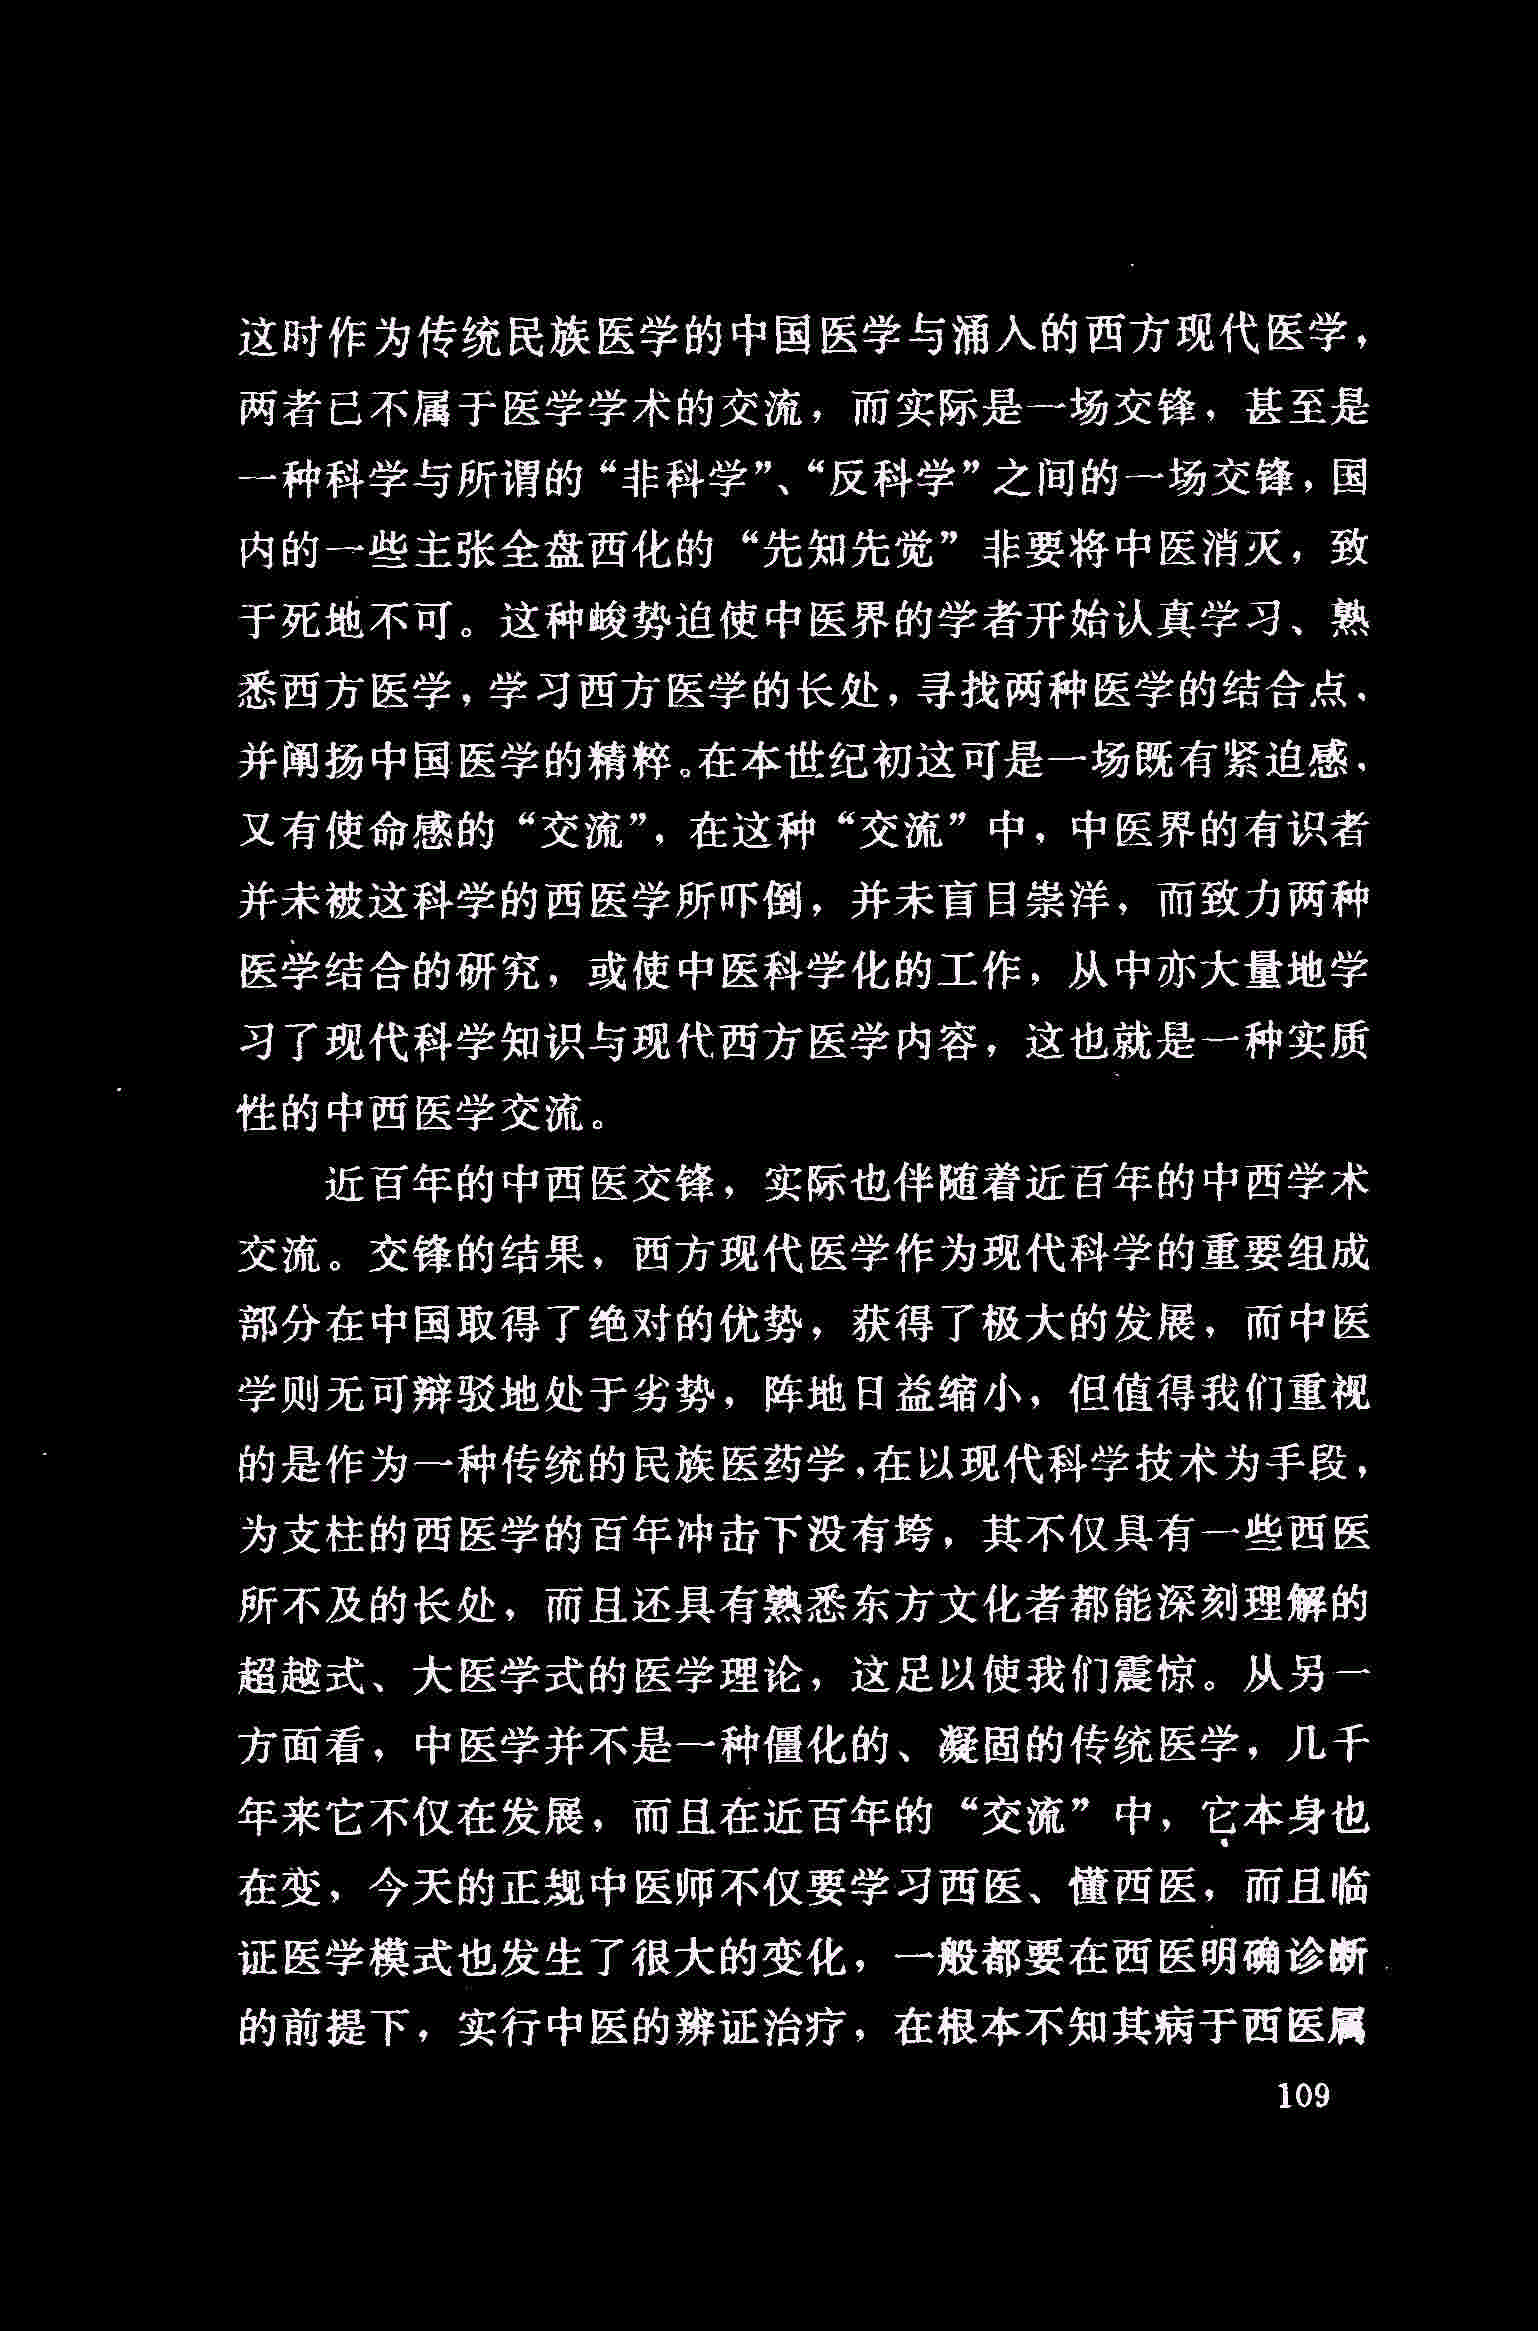 这时作为传统民族医学的中国医学与涌入的西方现代医学，
两者已不属于医学学术的交流，而实际是一场交锋，甚至是
一种科学与所谓的“非科学”、“反科学”之间的一场交锋，国
内的一些主张全盘西化的“先知先觉”非要将中医消灭，致
于死地不可。这种峻势迫使中医界的学者开始认真学习、熟
悉西方医学，学习西方医学的长处，寻找两种医学的结合点，
并阐扬中国医学的精粹。在本世纪初这可是一场既有紧迫感，
又有使命感的“交流”，在这种“交流”中，中医界的有识者
并未被这科学的西医学所吓倒，并未盲目崇洋，而致力两种
医学结合的研究，或使中医科学化的工作，从中亦大量地学
习了现代科学知识与现代西方医学内容，这也就是一种实质
性的中西医学交流。
近百年的中西医交锋，实际也伴随着近百年的中西学术
交流。交锋的结果，西方现代医学作为现代科学的重要组成
部分在中国取得了绝对的优势，获得了极大的发展，而中医
学则无可辩驳地处于劣势，阵地日益缩小，但值得我们重视
的是作为一种传统的民族医药学，在以现代科学技术为手段，
为支柱的西医学的百年冲击下没有垮，其不仅具有一些西医
所不及的长处，而且还具有熟悉东方文化者都能深刻理解的
超越式、大医学式的医学理论，这足以使我们震惊。从另一
方面看，中医学并不是一种僵化的、凝固的传统医学，几千
年来它不仅在发展，而且在近百年的“交流”中，它本身也
在变，今天的正规中医师不仅要学习西医、懂西医，而且临
证医学模式也发生了很大的变化，一般都要在西医明确诊断
的前提下，实行中医的辨证治疗，在根本不知其病于西医属
109